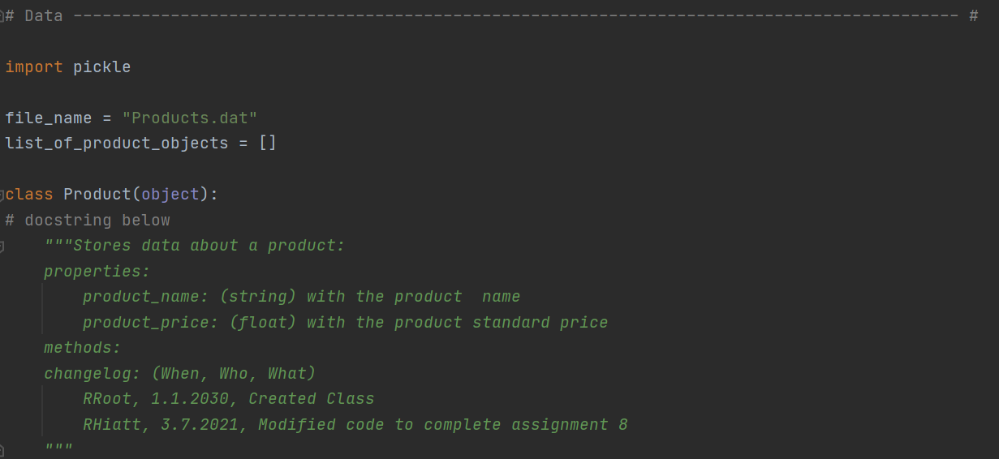 # Data ------------------------------------------------------------------------------------------- #
import pickle
file_name = "Products.dat"
list_of_product_objects = []
class Product(object):
# docstring below
    """Stores data about a product:
    properties:
        product_name: (string) with the product  name
        product_price: (float) with the product standard price
    methods:
    changelog: (When, Who, What)
        RRoot, 1.1.2030, Created Class
        RHiatt, 3.7.2021, Modified code to complete assignment 8
    """